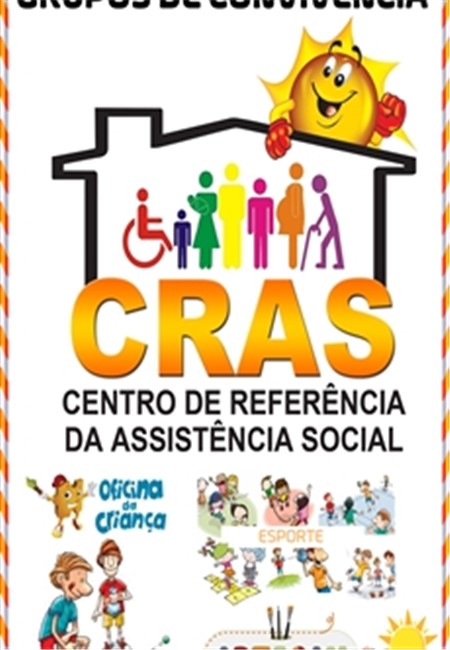 GRUPOS DE CONVIVÊNCIA
CRAS
CENTRO DE REFERÊNCIA
DA ASSISTÊNCIA SOCIAL
Oficina
da
criança
ESPORTE